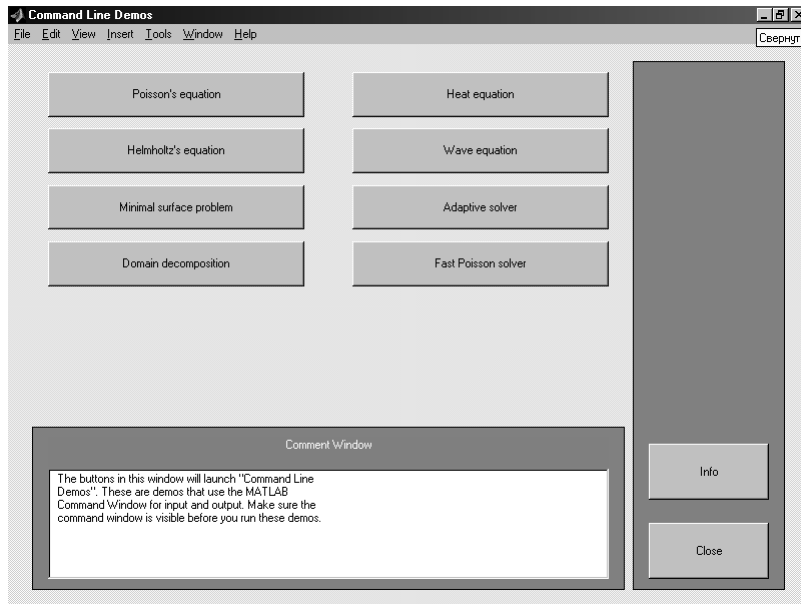 Command Line Demos
File Edit View Insert Tools Window Help
Свернут
Poisson's equation
Heat equation
Helmholtz's equation
Wave equation
Minimal surface problem
Adaptive solver
Domain decomposition
Fast Poisson solver
Comment Window
The buttons in this window will launch "Command Line
Demos". These are demos that use the MATLAB
Command Window for input and output. Make sure the
command window is visible before you run these demos.
Info
Close